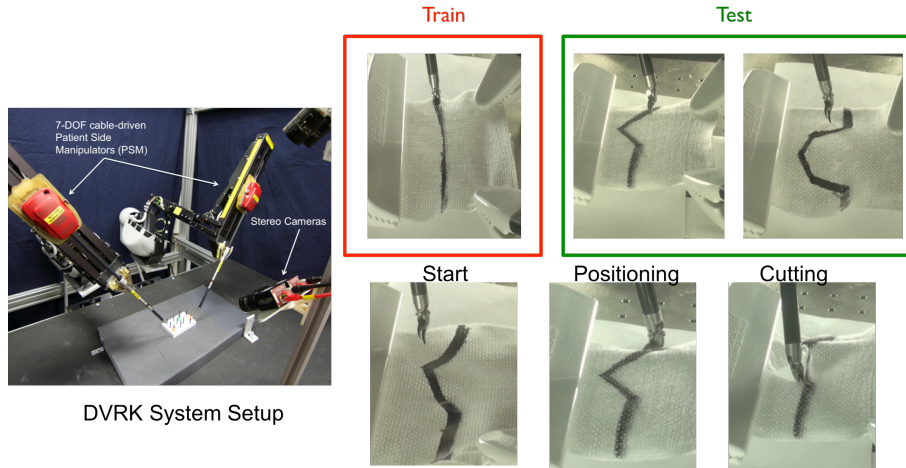 Train
Test
7-DOF cable-driven
Patient Side
Manipulators (PSM)
Stereo Cameras
Start
Positioning
Cutting
DVRK System Setup